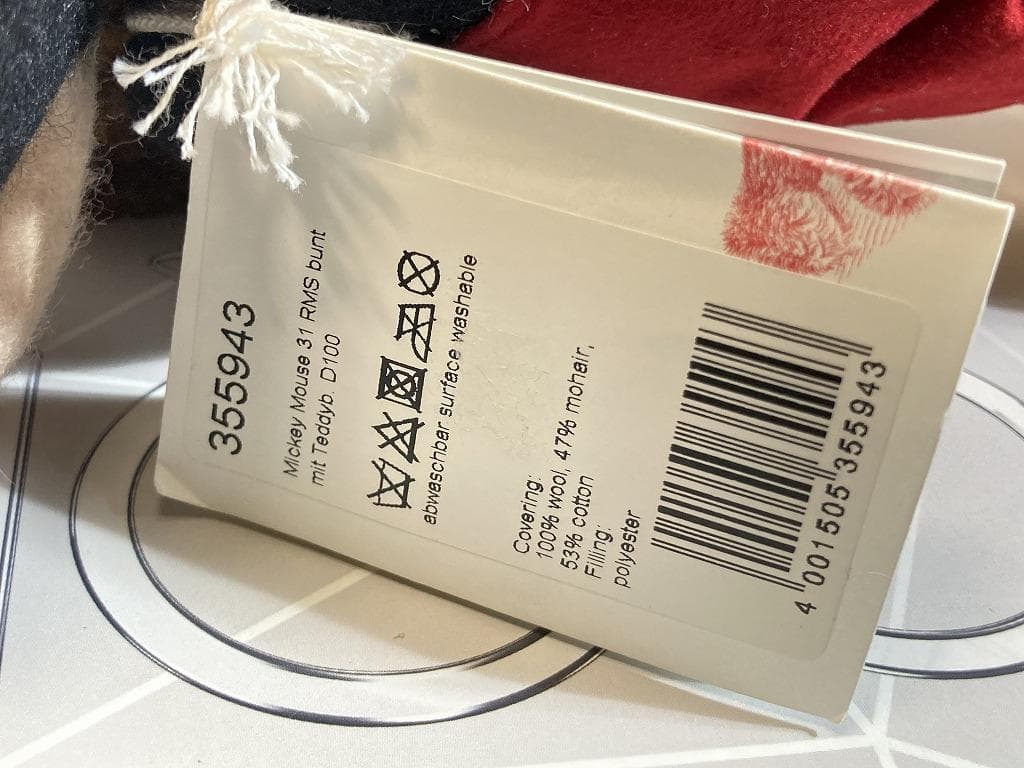 355943
Mickey Mouse 31 RMS bunt
mit Teddyb. D100
abwaschbar surface washable
Covering:
100% wool, 47% mohair,
53% cotton
Filling:
polyester
4 001505 355943